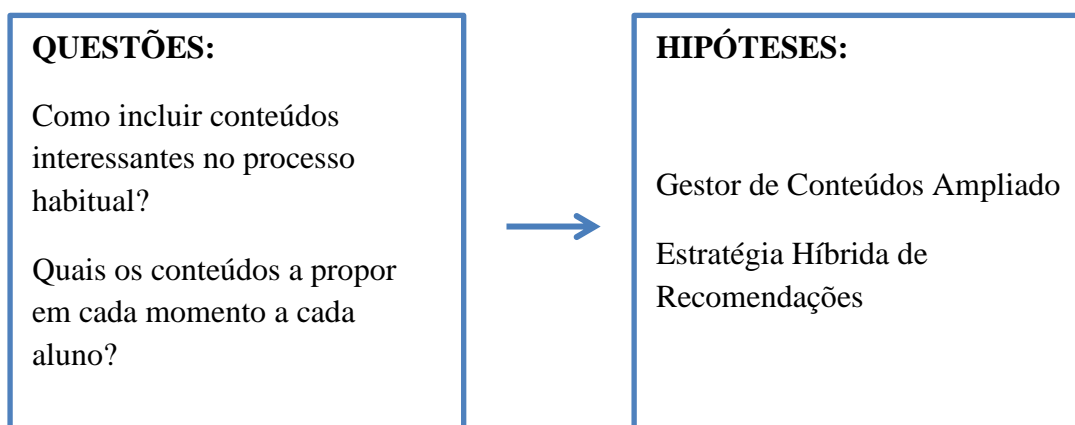 QUESTÕES:
Como incluir conteúdos
interessantes no processo
habitual?
Quais os conteúdos a propor
em cada momento a cada
aluno?
HIPÓTESES:
Gestor de Conteúdos Ampliado
Estratégia Híbrida de
Recomendações